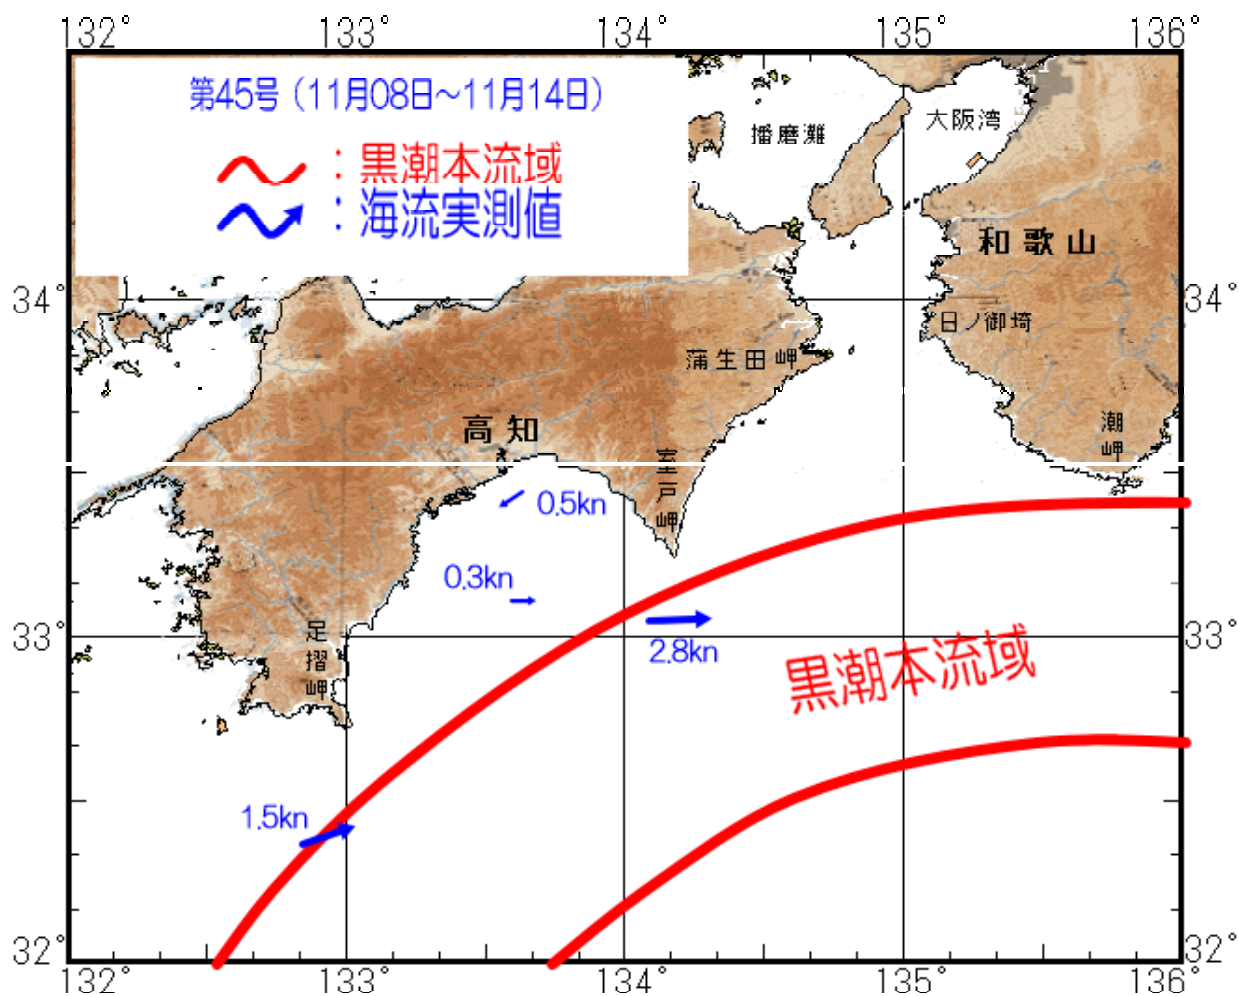 132° 133° 134° 135° 136°
第45号（11月08日～11月14日）
：黒潮本流域
：海流実測値
播磨灘
大阪湾
和歌山
34° 34°
日ノ御埼
蒲生田岬
潮岬
高知
室戸岬
0.5kn
0.3kn
足摺岬
33° 33°
2.8kn
黒潮本流域
1.5kn
32° 32°
132° 133° 134° 135° 136°